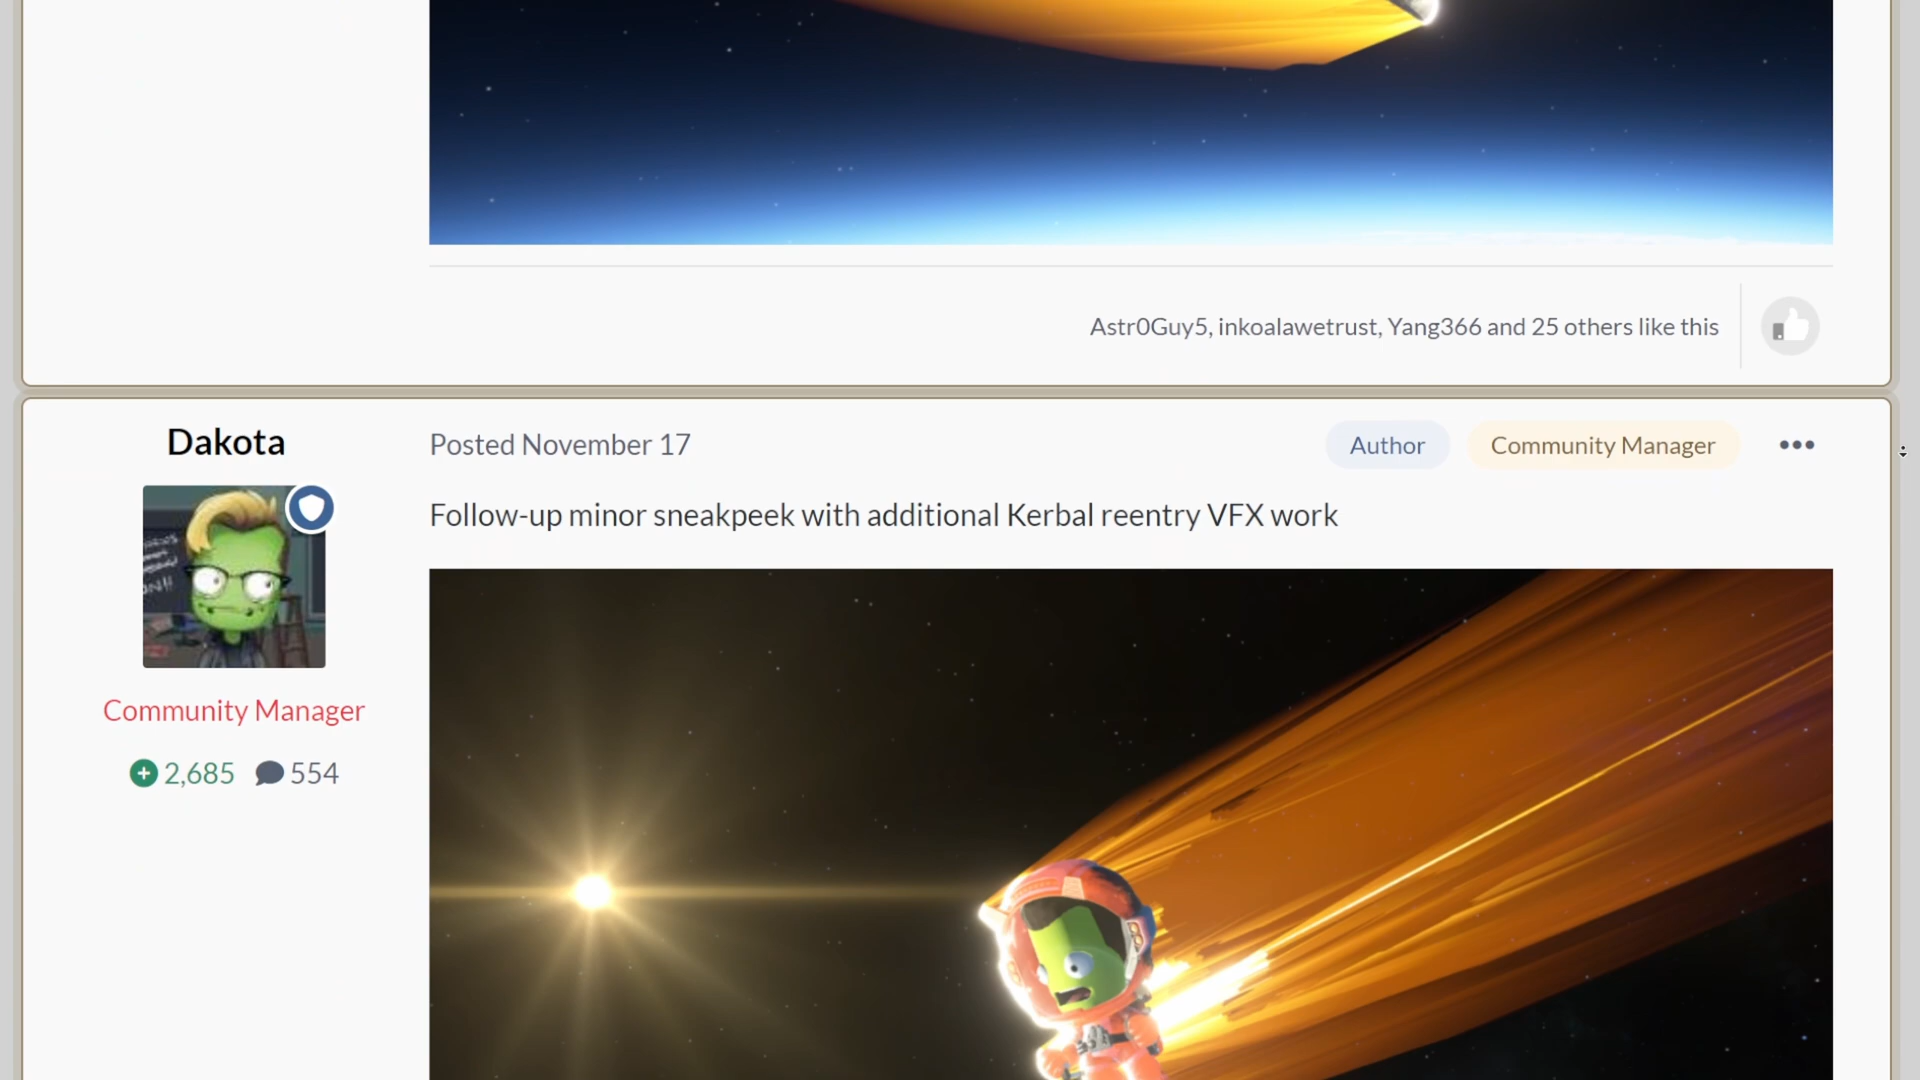 Astr0Guy5, inkoalawetrust, Yang366 and 25 others like this
Dakota
Posted November 17
Author
Community Manager
Follow-up minor sneakpeek with additional Kerbal reentry VFX work
Community Manager
2,685 554